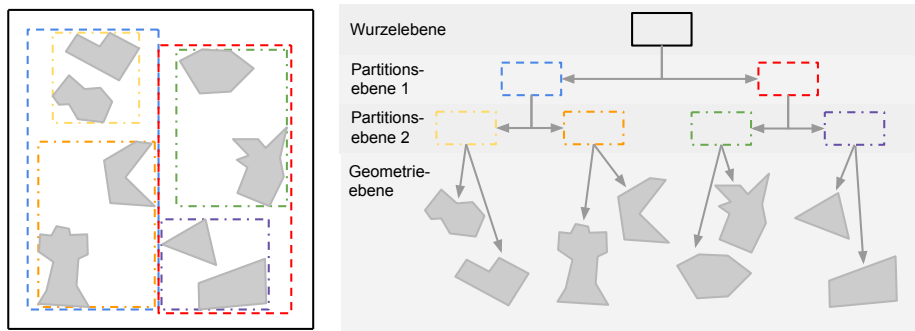 Wurzelebene
Partitions-
ebene 1
Partitions-
ebene 2
Geometrie-
ebene